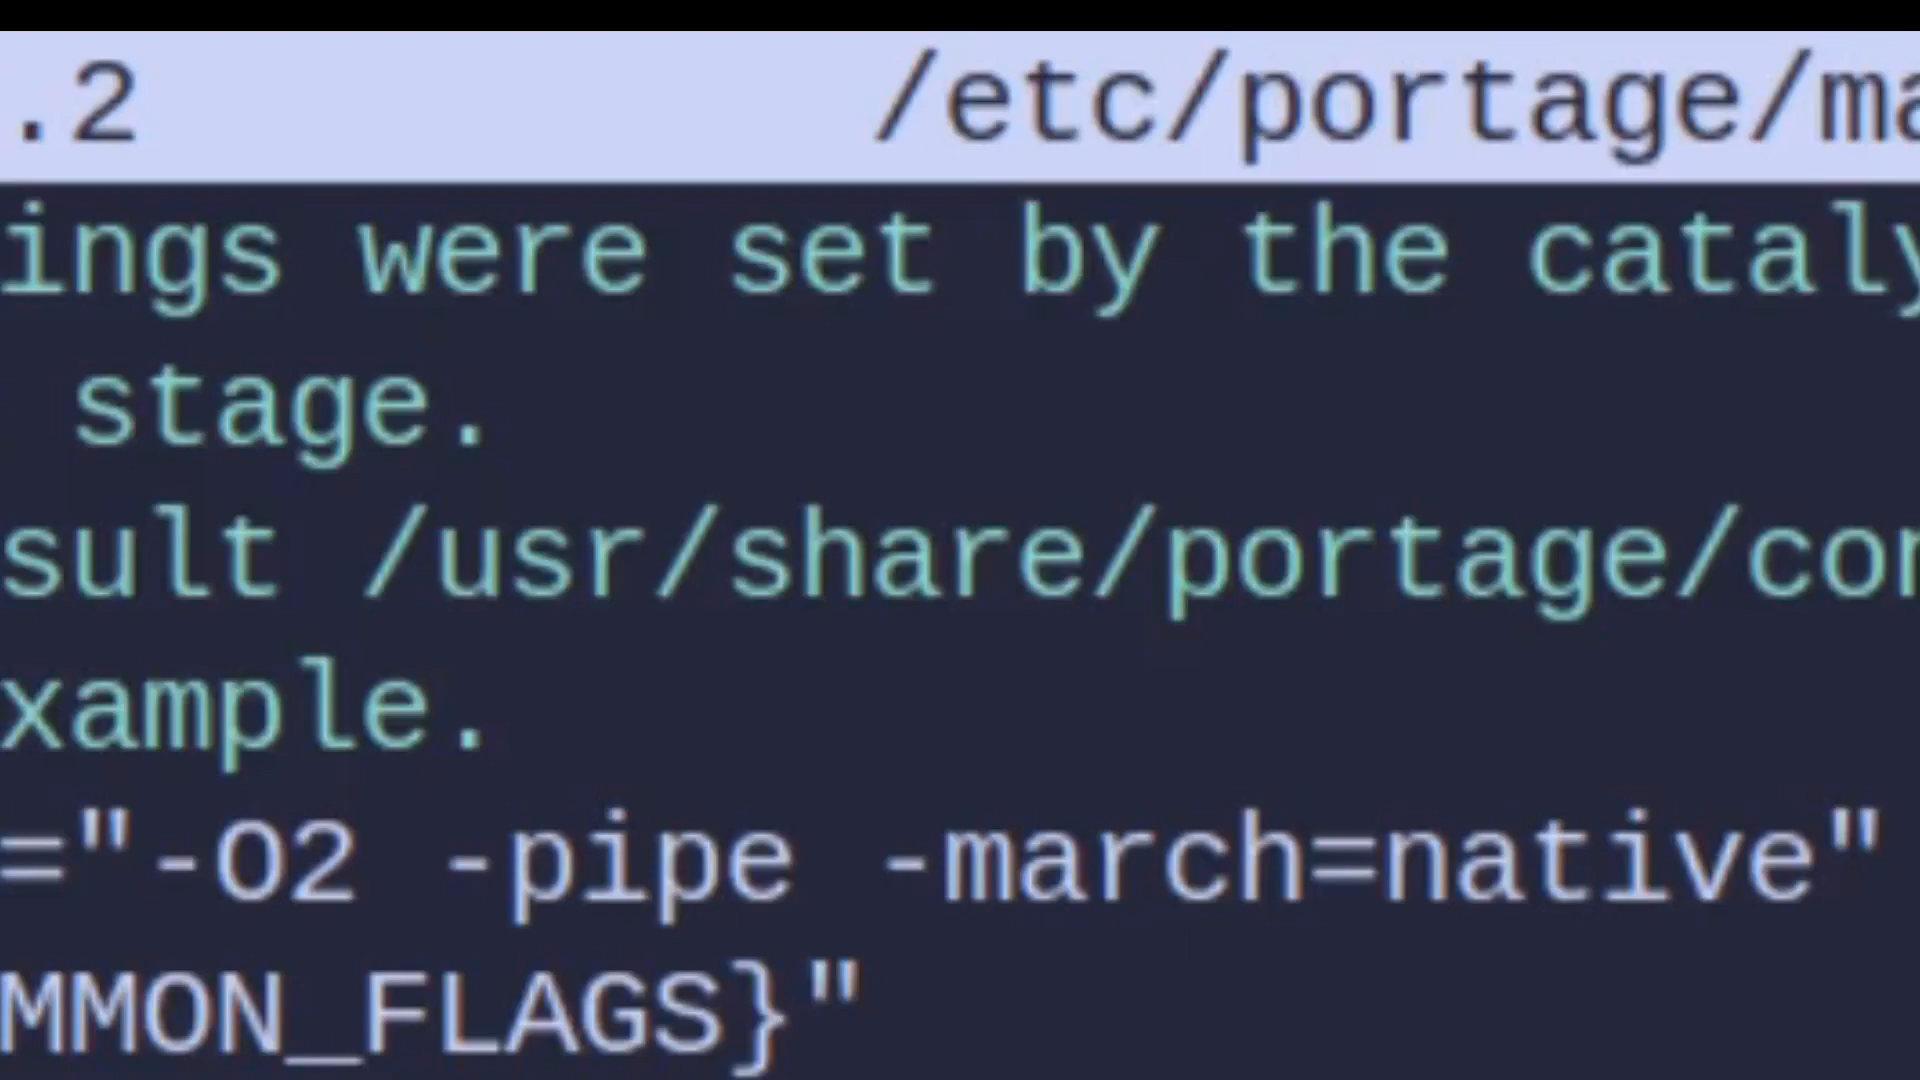 .2 /etc/portage/ma
ings were set by the cataly
stage.
sult /usr/share/portage/con
xample.
="-O2 -pipe -march=native"
MMON_FLAGS}"